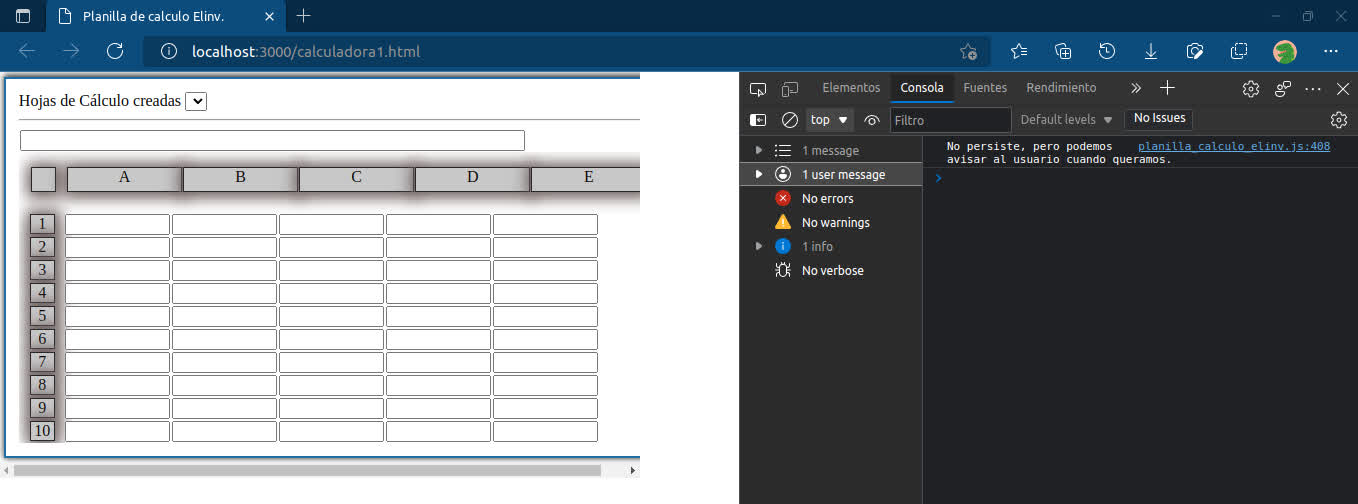 Planilla de calculo Elinv.
localhost:3000/calculadora1.html
Hojas de Cálculo creadas
A B C D E
1
2
3
4
5
6
7
8
9
10
Elementos Consola Fuentes Rendimiento
top Filtro Default levels No Issues
1 message
1 user message
No errors
No warnings
1 info
No verbose
No persiste, pero podemos planilla_calculo_elinv.js:408
avisar al usuario cuando queramos.